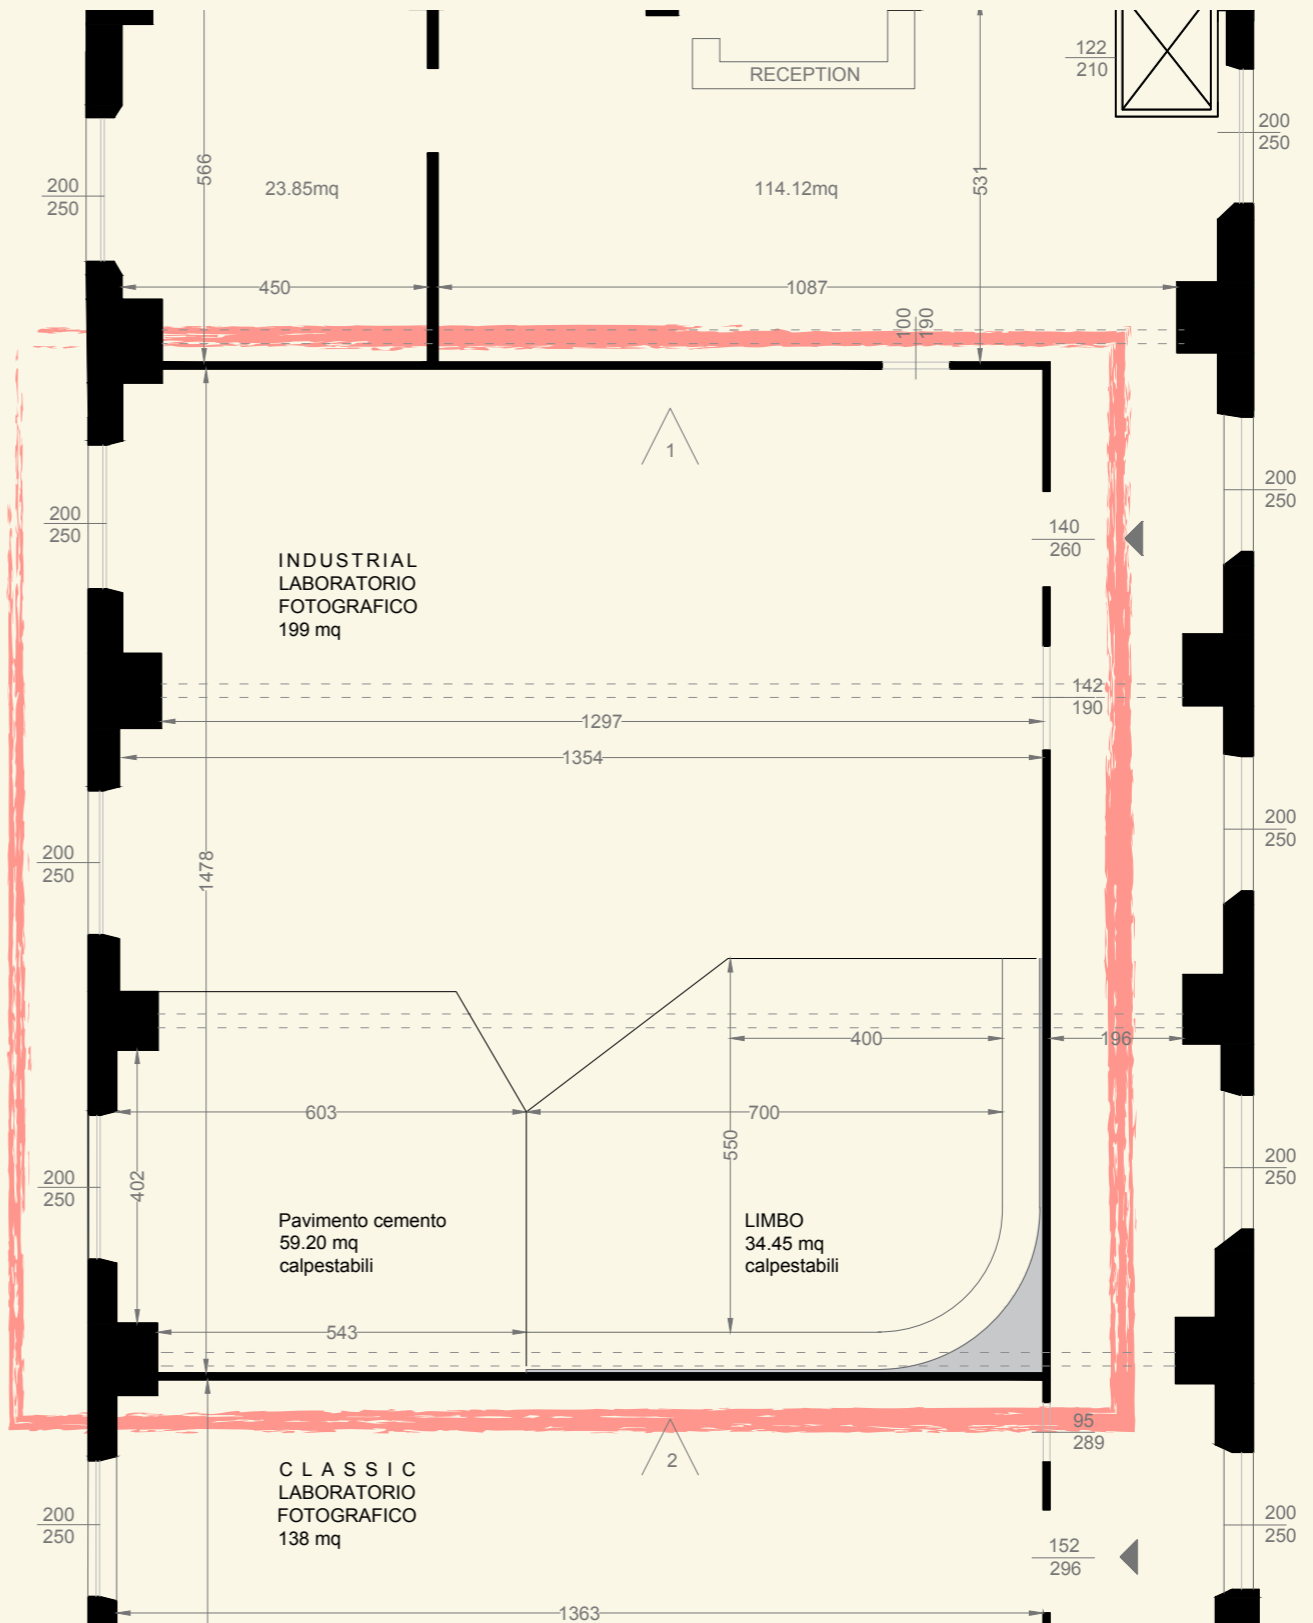 122
210
RECEPTION
200
250
566
23.85mq
114.12mq
531
200
250
450
1087
100
190
1
200
250
200
250
140
260
INDUSTRIAL
LABORATORIO
FOTOGRAFICO
199 mq
142
190
1297
1354
200
250
200
250
1478
400
196
603
700
550
402
200
250
200
250
Pavimento cemento
59.20 mq
calpestabili
LIMBO
34.45 mq
calpestabili
543
95
289
2
CLASSIC
LABORATORIO
FOTOGRAFICO
138 mq
200
250
200
250
152
296
1363